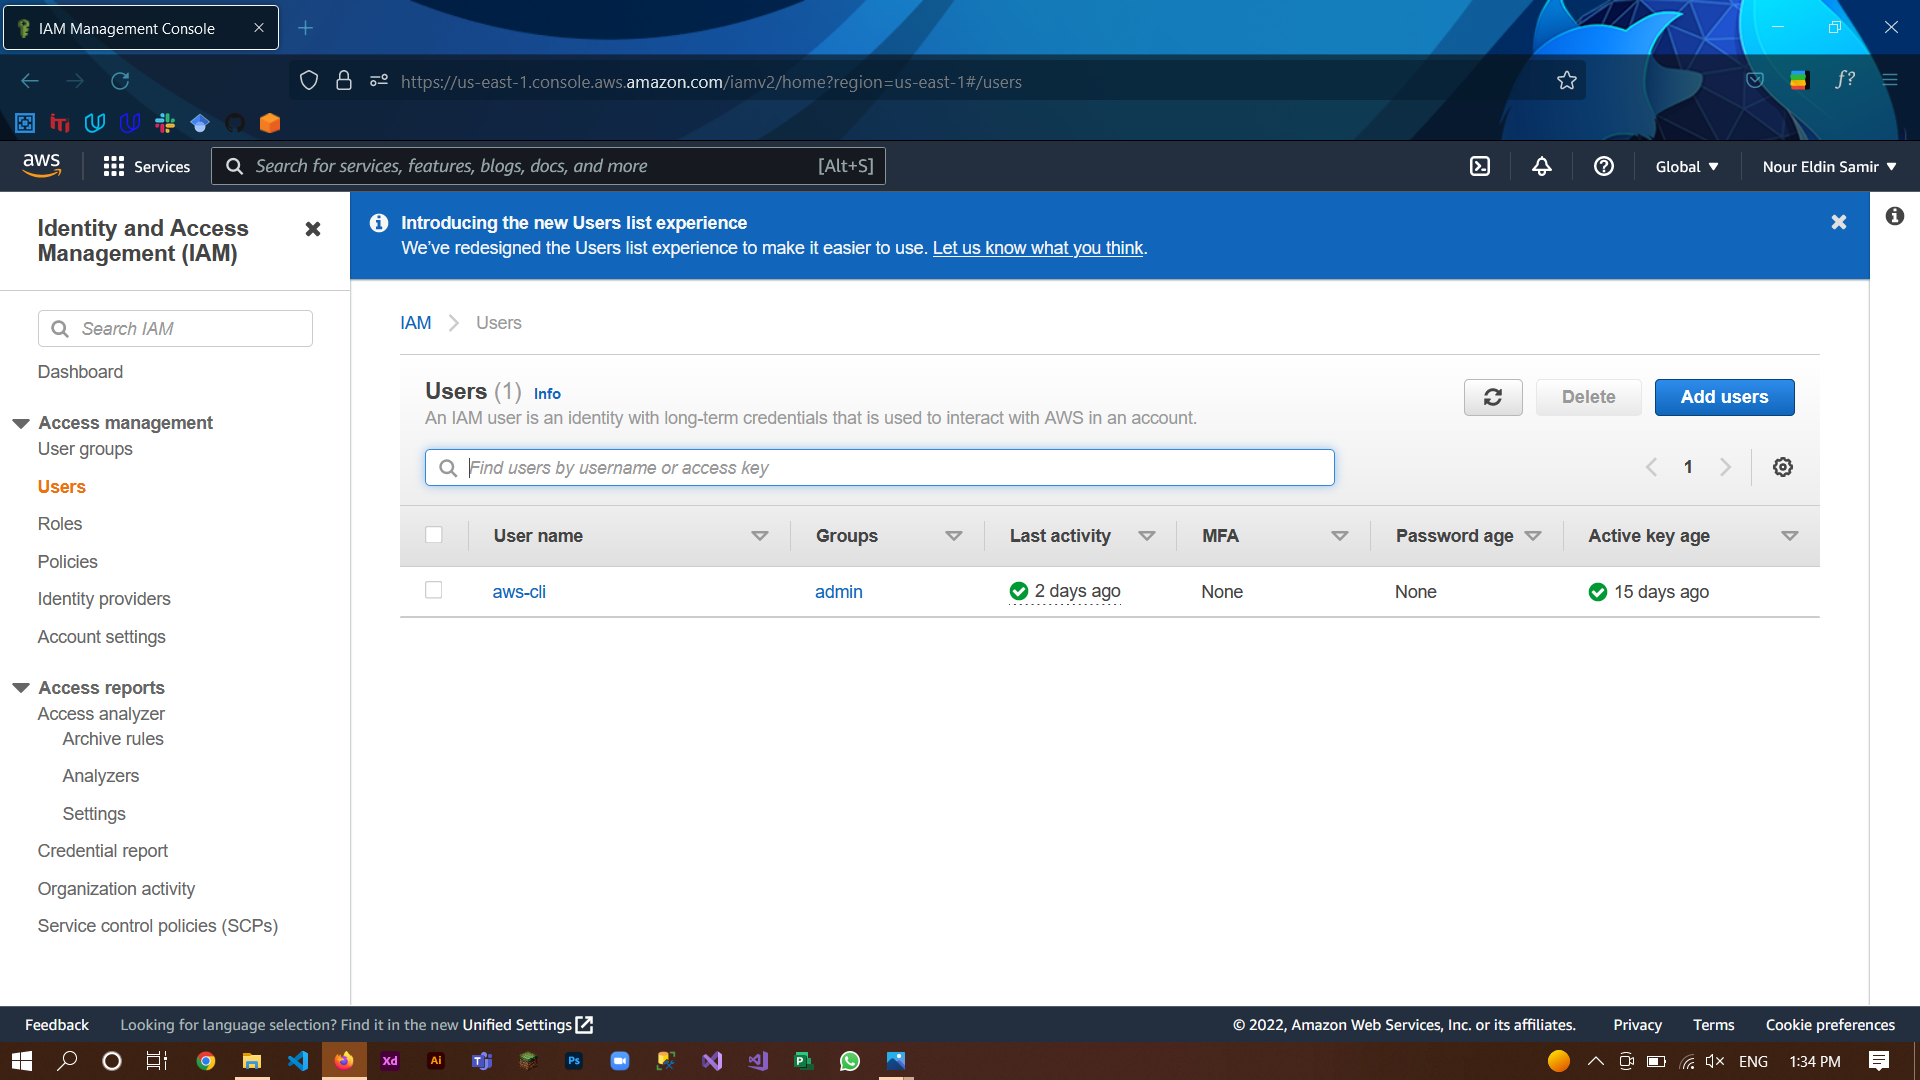 IAM Management Console
https://us-east-1.console.aws.amazon.com/iamv2/home?region=us-east-1#/users
aws
Services
Search for services, features, blogs, docs, and more
[Alt+S]
Global
Nour Eldin Samir
Identity and Access Management (IAM)
Search IAM
Dashboard
Access management
User groups
Users
Roles
Policies
Identity providers
Account settings
Access reports
Access analyzer
Archive rules
Analyzers
Settings
Credential report
Organization activity
Service control policies (SCPs)
Introducing the new Users list experience
We've redesigned the Users list experience to make it easier to use. Let us know what you think.
IAM
Users
Users (1) Info
An IAM user is an identity with long-term credentials that is used to interact with AWS in an account.
Delete
Add users
Find users by username or access key
1
User name Groups Last activity MFA Password age Active key age
aws-cli admin 2 days ago None None 15 days ago
Feedback
Looking for language selection? Find it in the new Unified Settings
© 2022, Amazon Web Services, Inc. or its affiliates.
Privacy
Terms
Cookie preferences
Xd
Ai
Ps
ENG
1:34 PM